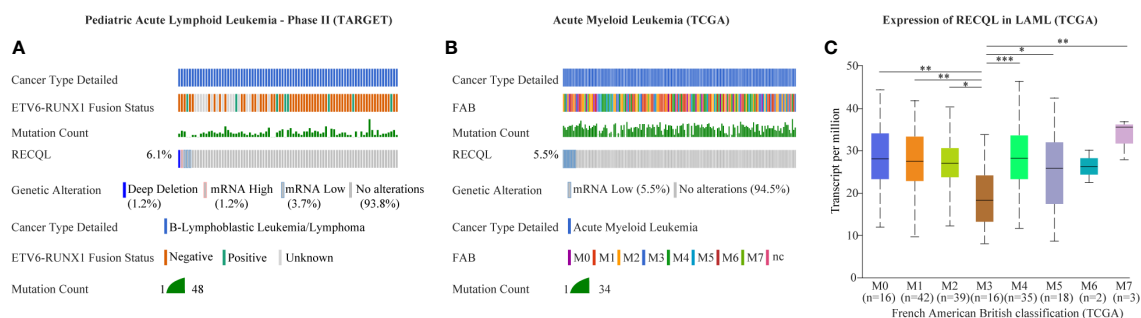 Pediatric Acute Lymphoid Leukemia - Phase II (TARGET)
A
Cancer Type Detailed
ETV6-RUNX1 Fusion Status
Mutation Count
RECQL 6.1%
Genetic Alteration Deep Deletion (1.2%) mRNA High (1.2%) mRNA Low (3.7%) No alterations (93.8%)
Cancer Type Detailed B-Lymphoblastic Leukemia/Lymphoma
ETV6-RUNX1 Fusion Status Negative Positive Unknown
Mutation Count 1 48
Acute Myeloid Leukemia (TCGA)
B
Cancer Type Detailed
FAB
Mutation Count
RECQL 5.5%
Genetic Alteration mRNA Low (5.5%) No alterations (94.5%)
Cancer Type Detailed Acute Myeloid Leukemia
FAB M0 M1 M2 M3 M4 M5 M6 M7 nc
Mutation Count 1 34
Expression of RECQL in LAML (TCGA)
C
**
** * ** *
* ***
Transcript per million
60
50
40
30
20
10
0
M0 M1 M2 M3 M4 M5 M6 M7
(n=16) (n=42) (n=39) (n=16) (n=35) (n=18) (n=2) (n=3)
French American British classification (TCGA)